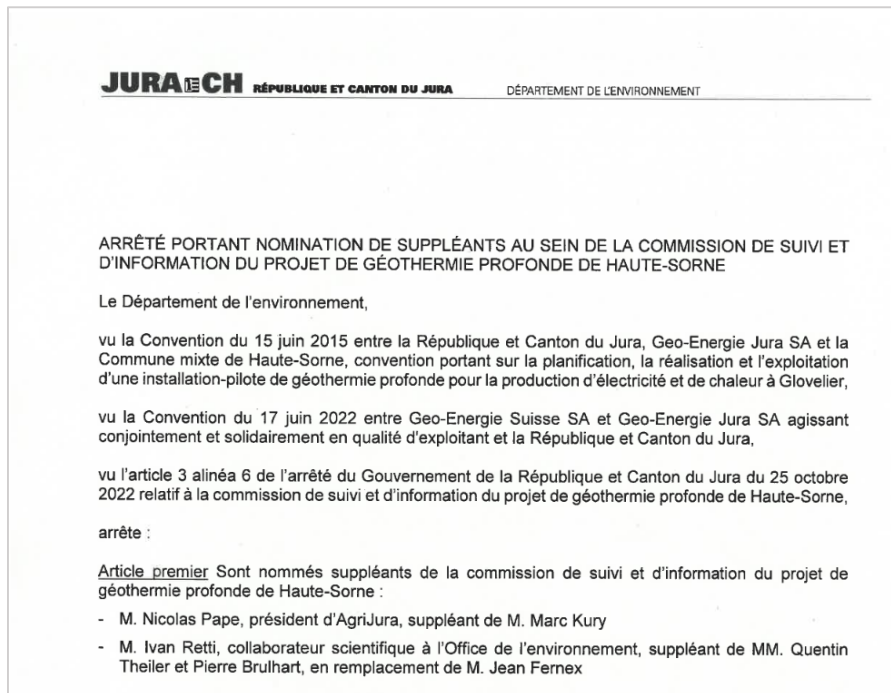 JURA CH RÉPUBLIQUE ET CANTON DU JURA DÉPARTEMENT DE L'ENVIRONNEMENT
ARRÊTÉ PORTANT NOMINATION DE SUPPLÉANTS AU SEIN DE LA COMMISSION DE SUIVI ET
D'INFORMATION DU PROJET DE GÉOTHERMIE PROFONDE DE HAUTE-SORNE
Le Département de l'environnement,
vu la Convention du 15 juin 2015 entre la République et Canton du Jura, Geo-Energie Jura SA et la
Commune mixte de Haute-Sorne, convention portant sur la planification, la réalisation et l'exploitation
d'une installation-pilote de géothermie profonde pour la production d'électricité et de chaleur à Glovelier,
vu la Convention du 17 juin 2022 entre Geo-Energie Suisse SA et Geo-Energie Jura SA agissant
conjointement et solidairement en qualité d'exploitant et la République et Canton du Jura,
vu l'article 3 alinéa 6 de l'arrêté du Gouvernement de la République et Canton du Jura du 25 octobre
2022 relatif à la commission de suivi et d'information du projet de géothermie profonde de Haute-Sorne,
arrête :
Article premier Sont nommés suppléants de la commission de suivi et d'information du projet de
géothermie profonde de Haute-Sorne :
- M. Nicolas Pape, président d'AgriJura, suppléant de M. Marc Kury
- M. Ivan Retti, collaborateur scientifique à l'Office de l'environnement, suppléant de MM. Quentin
Theiler et Pierre Brulhart, en remplacement de M. Jean Fernex